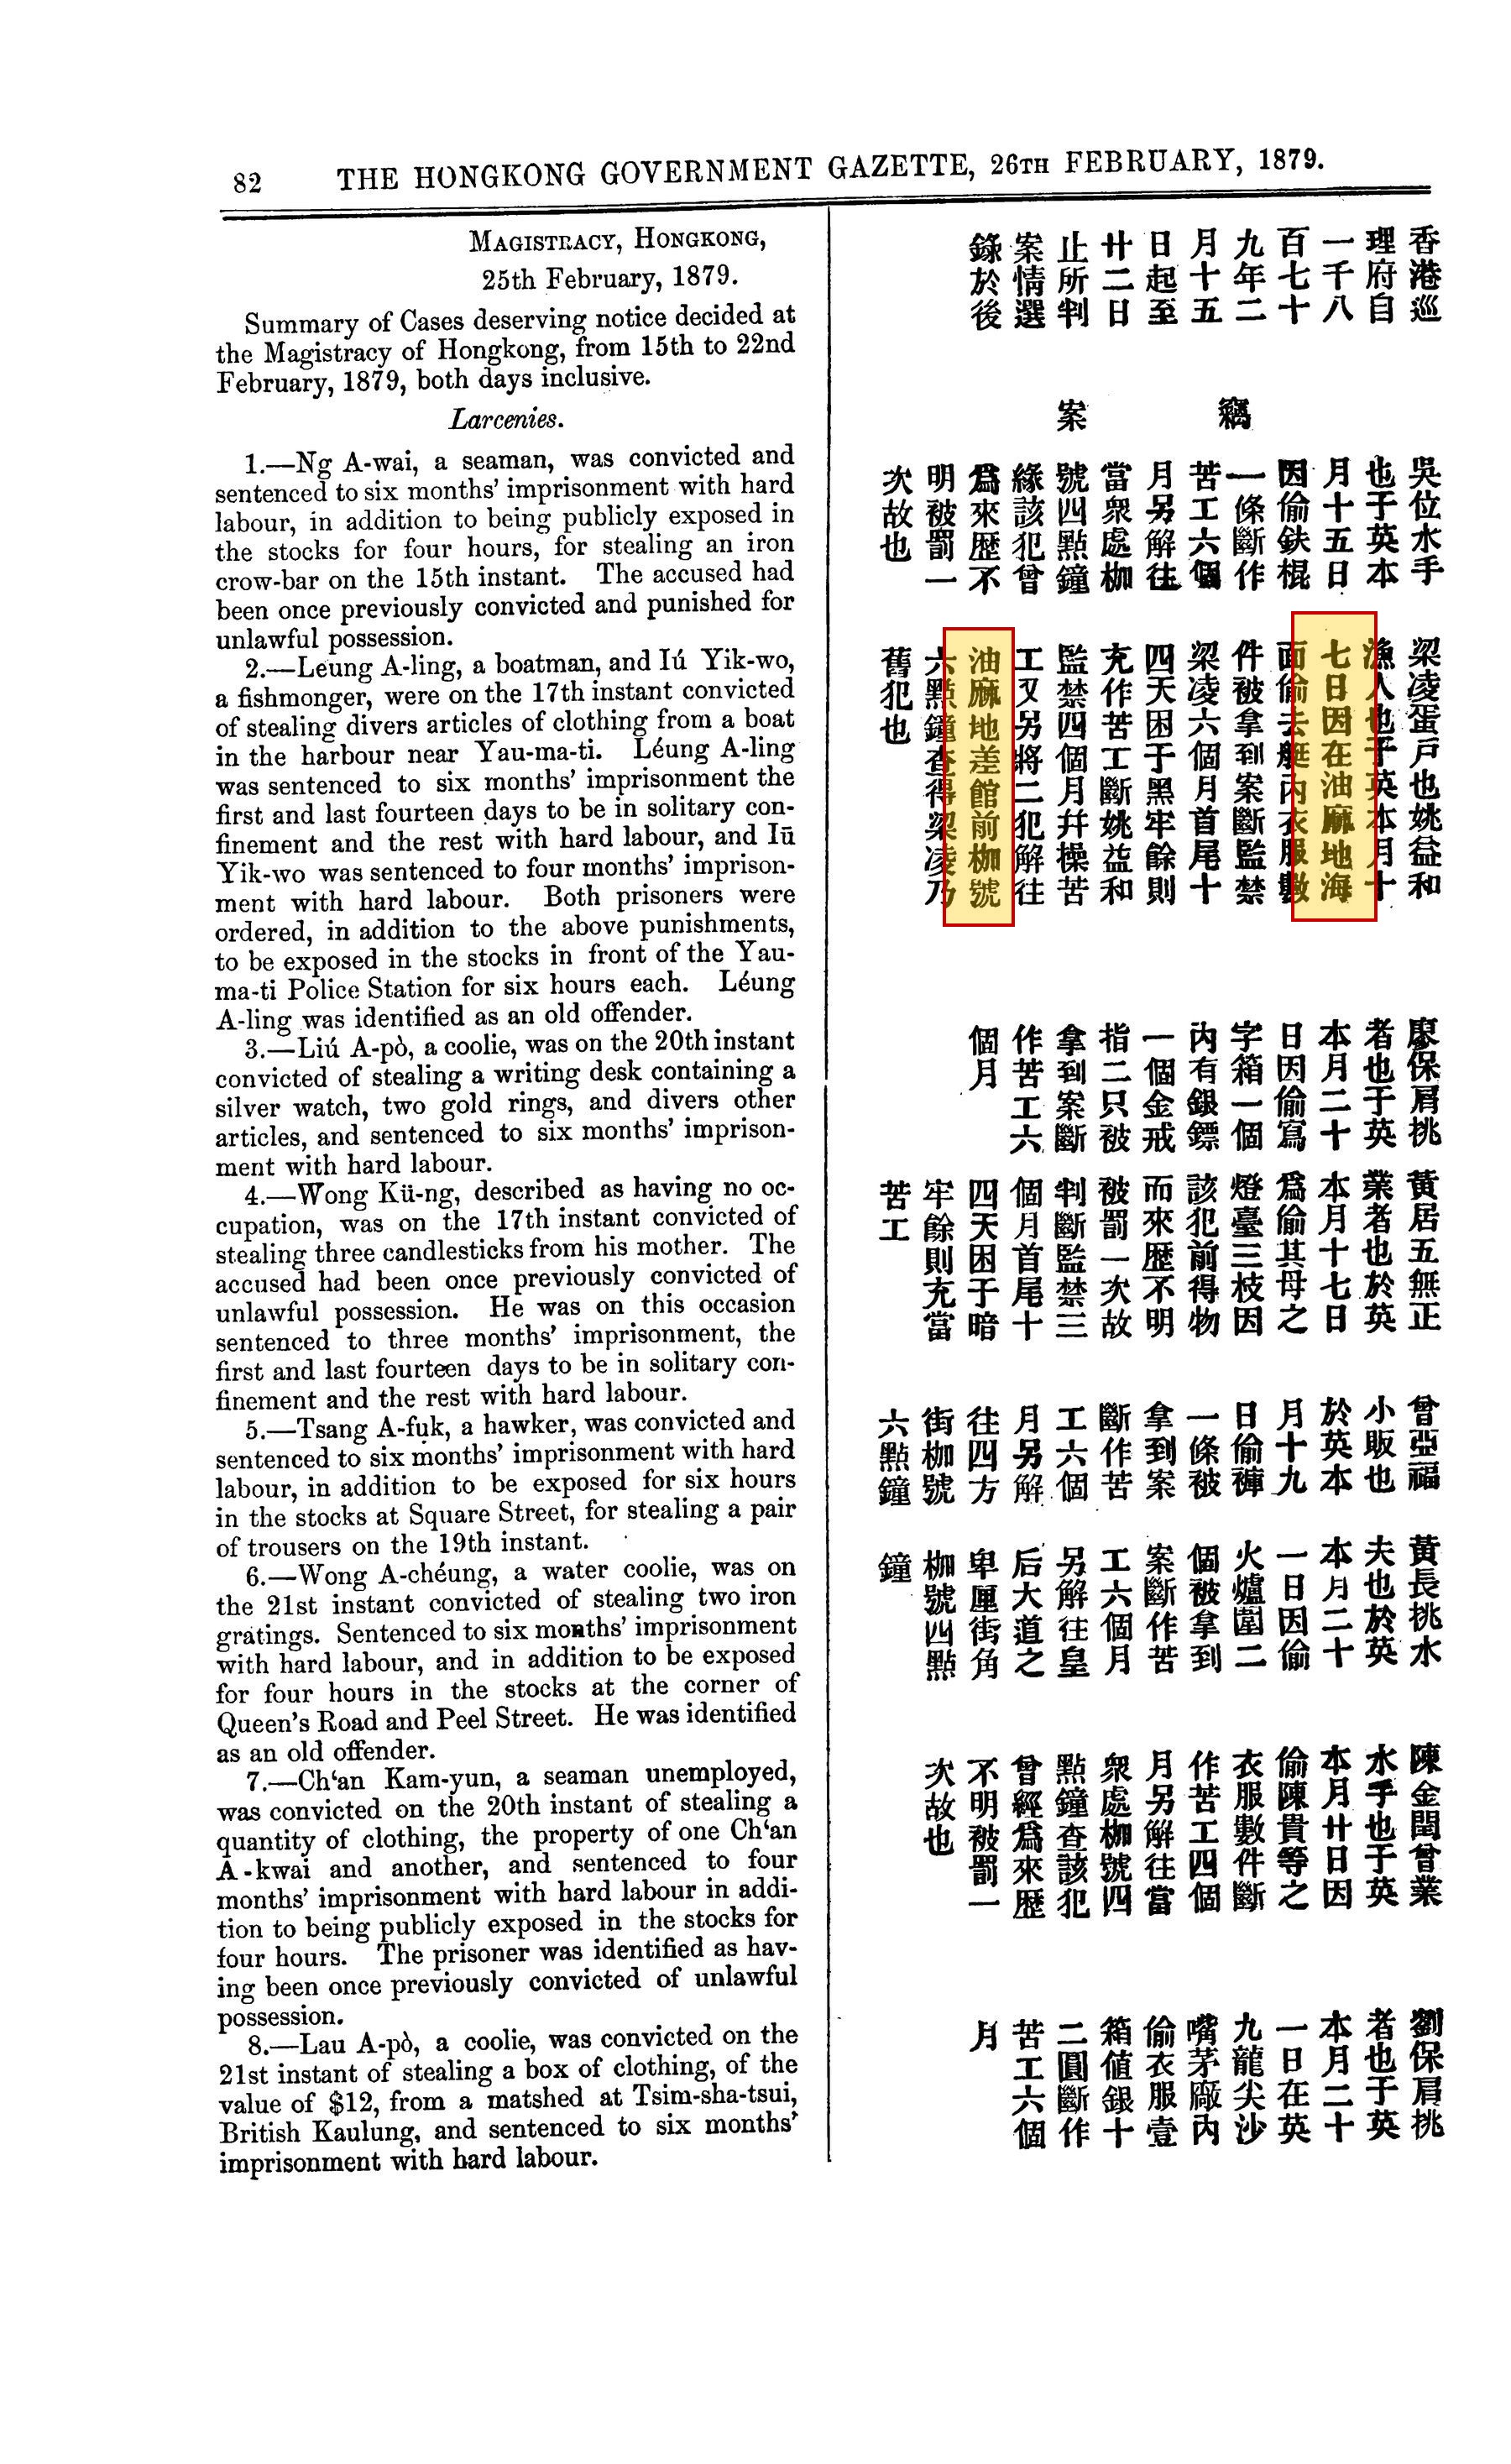 82 THE HONGKONG GOVERNMENT GAZETTE, 26TH FEBRUARY, 1879.
MAGISTRACY, HONGKONG,
25th February, 1879.
Summary of Cases deserving notice decided at
the Magistracy of Hongkong, from 15th to 22nd
February, 1879, both days inclusive.
Larcenies.
1.—Ng A-wai, a seaman, was convicted and
sentenced to six months' imprisonment with hard
labour, in addition to being publicly exposed in
the stocks for four hours, for stealing an iron
crow-bar on the 15th instant. The accused had
been once previously convicted and punished for
unlawful possession.
2.—Léung A-ling, a boatman, and Iú Yik-wo,
a fishmonger, were on the 17th instant convicted
of stealing divers articles of clothing from a boat
in the harbour near Yau-ma-ti. Léung A-ling
was sentenced to six months' imprisonment the
first and last fourteen days to be in solitary con-
finement and the rest with hard labour, and Iū
Yik-wo was sentenced to four months' imprison-
ment with hard labour. Both prisoners were
ordered, in addition to the above punishments,
to be exposed in the stocks in front of the Yau-
ma-ti Police Station for six hours each. Léung
A-ling was identified as an old offender.
3.—Liú A-pò, a coolie, was on the 20th instant
convicted of stealing a writing desk containing a
silver watch, two gold rings, and divers other
articles, and sentenced to six months' imprison-
ment with hard labour.
4.—Wong Kü-ng, described as having no oc-
cupation, was on the 17th instant convicted of
stealing three candlesticks from his mother. The
accused had been once previously convicted of
unlawful possession. He was on this occasion
sentenced to three months' imprisonment, the
first and last fourteen days to be in solitary con-
finement and the rest with hard labour.
5.—Tsang A-fuk, a hawker, was convicted and
sentenced to six months' imprisonment with hard
labour, in addition to be exposed for six hours
in the stocks at Square Street, for stealing a pair
of trousers on the 19th instant.
6.—Wong A-chéung, a water coolie, was on
the 21st instant convicted of stealing two iron
gratings. Sentenced to six months' imprisonment
with hard labour, and in addition to be exposed
for four hours in the stocks at the corner of
Queen's Road and Peel Street. He was identified
as an old offender.
7.—Ch'an Kam-yun, a seaman unemployed,
was convicted on the 20th instant of stealing a
quantity of clothing, the property of one Ch'an
A-kwai and another, and sentenced to four
months' imprisonment with hard labour in addi-
tion to being publicly exposed in the stocks for
four hours. The prisoner was identified as hav-
ing been once previously convicted of unlawful
possession.
8.—Lau A-pò, a coolie, was convicted on the
21st instant of stealing a box of clothing, of the
value of $12, from a matshed at Tsim-sha-tsui,
British Kaulung, and sentenced to six months'
imprisonment with hard labour.
香港巡
理府自
一千八
百七十
九年二
月十五
日起至
廿二日
止所判
案情選
錄於後
竊案
吳位水手
也于英本
月十五日
因偷鈇棍
一條斷作
苦工六個
月另解往
當衆處枷
號四點鐘
緣該犯曾
爲來歷不
明被罰一
次故也
梁凌蛋戶也姚益和
漁人也于英本月十
七日因在油麻地海
面偷去艇內衣服數
件被拿到案斷監禁
梁凌六個月首尾十
四天困于黑牢餘則
充作苦工斷姚益和
監禁四個月幷操苦
工又另將二犯解往
油麻地差館前枷號
六點鐘查得梁凌乃
舊犯也
廖保肩挑
者也于英
本月二十
日因偷寫
字箱一個
內有銀鏢
一個金戒
指二只被
拿到案斷
作苦工六
個月
黃居五無正
業者也於英
本月十七日
爲偷其母之
燈臺三枝因
該犯前得物
而來歷不明
被罰一次故
判斷監禁三
個月首尾十
四天困于暗
牢餘則充當
苦工
曾亞福
小販也
於英本
月十九
日偷褲
一條被
拿到案
斷作苦
工六個
月另解
往四方
街枷號
六點鐘
黃長挑水
夫也於英
本月二十
一日因偷
火爐圍二
個被拿到
案斷作苦
工六個月
另解往皇
后大道之
卑厘街角
枷號四點
鐘
陳金閏曾業
水手也于英
本月廿日因
偷陳貴等之
衣服數件斷
作苦工四個
月另解往當
衆處枷號四
點鐘查該犯
曾經爲來歷
不明被罰一
次故也
劉保肩挑
者也于英
本月二十
一日在英
九龍尖沙
嘴茅廠內
偷衣服壹
箱値銀十
二圓斷作
苦工六個
月